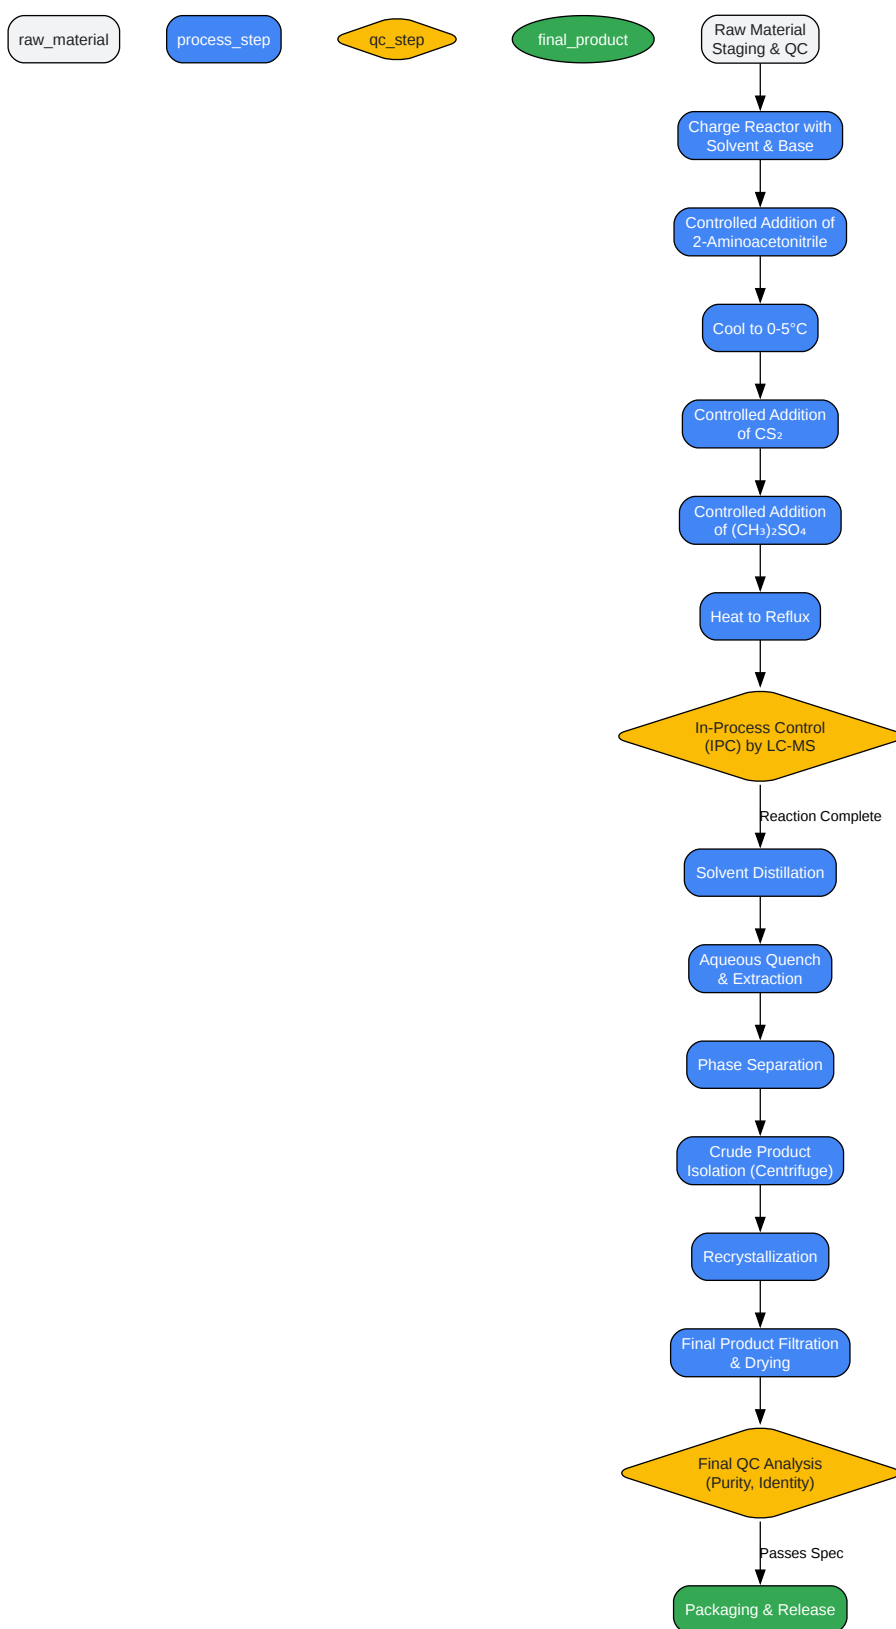 raw_material
process_step
qc_step
final_product
Raw Material
Staging & QC
Charge Reactor with
Solvent & Base
Controlled Addition of
2-Aminoacetonitrile
Cool to 0-5°C
Controlled Addition
of CS₂
Controlled Addition
of (CH₃)₂SO₄
Heat to Reflux
In-Process Control
(IPC) by LC-MS
Reaction Complete
Solvent Distillation
Aqueous Quench
& Extraction
Phase Separation
Crude Product
Isolation (Centrifuge)
Recrystallization
Final Product Filtration
& Drying
Final QC Analysis
(Purity, Identity)
Passes Spec
Packaging & Release